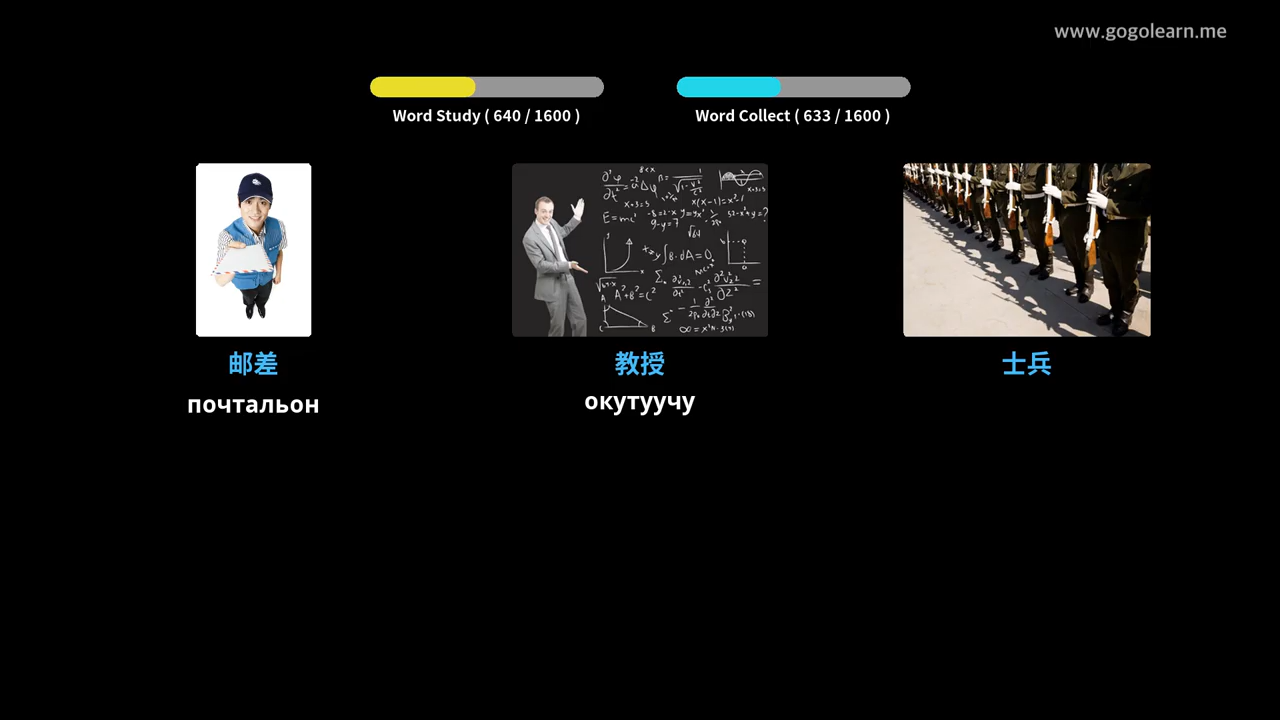 www.gogolearn.me
Word Study ( 640 / 1600 )
Word Collect ( 633 / 1600 )
邮差
教授
士兵
почтальон
окутуучу